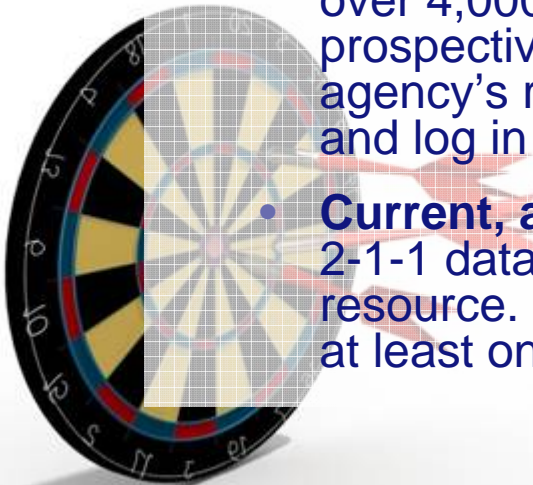 over 4,000
prospectiv
agency's r
and log in
• Current, a
2-1-1 data
resource.
at least on